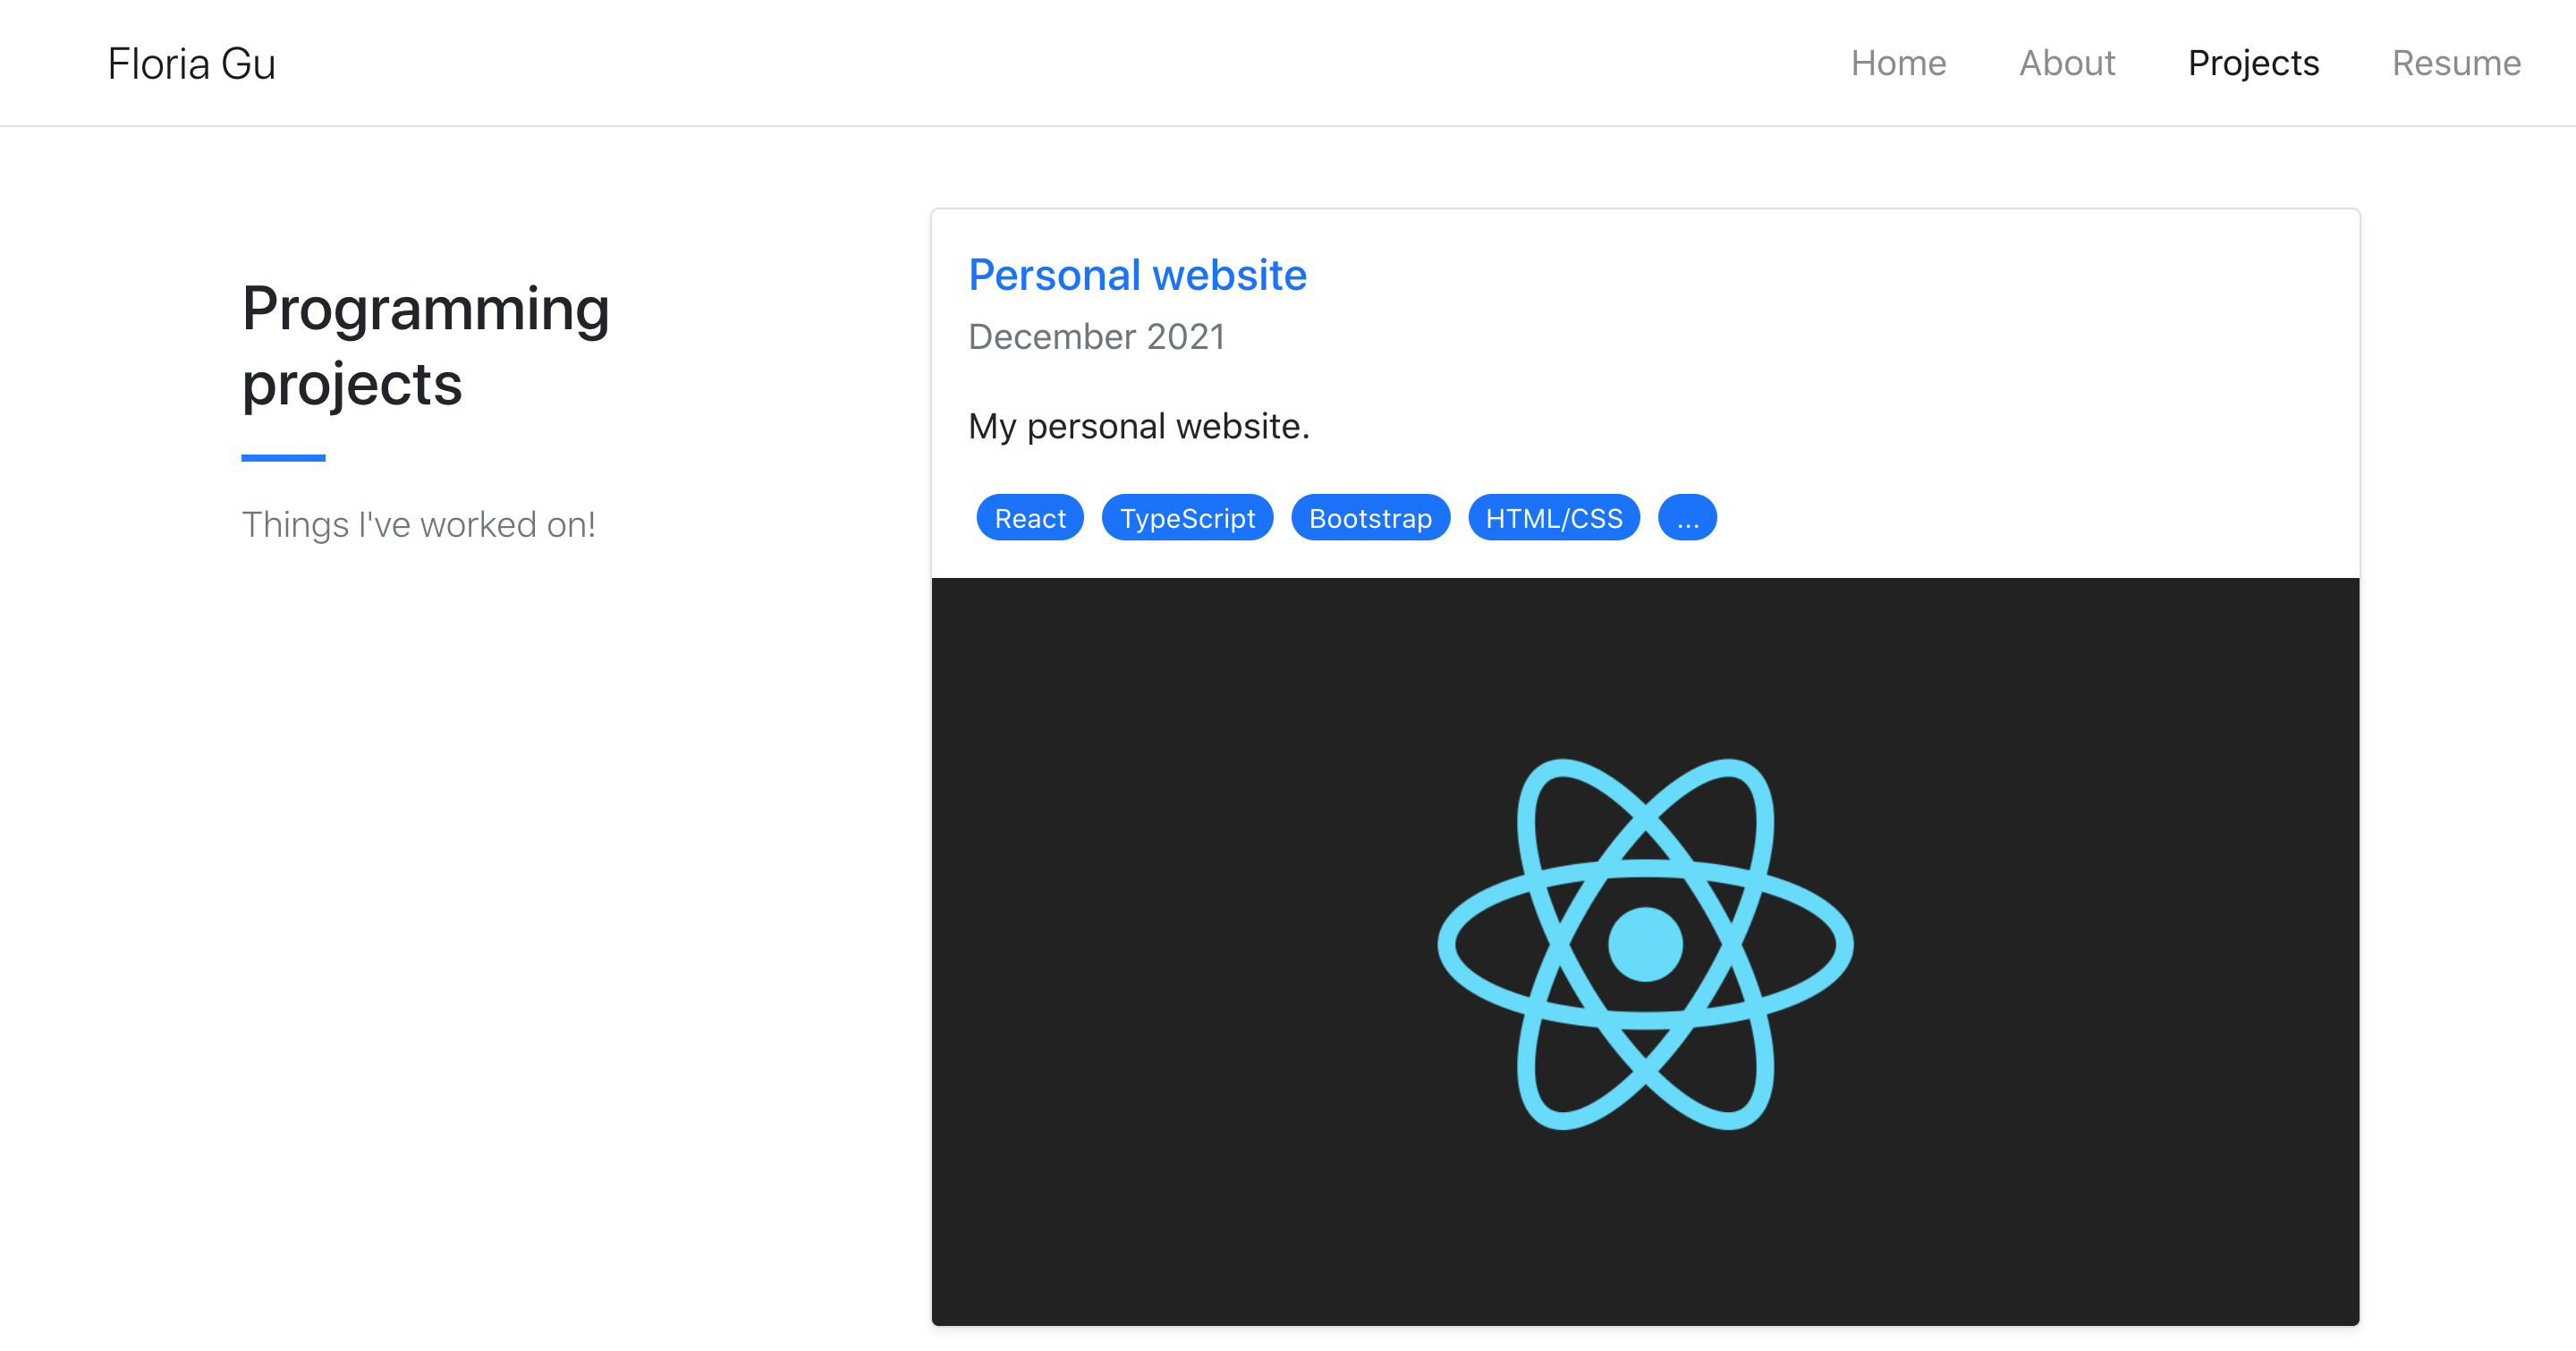 Floria Gu
Home
About
Projects
Resume
Programming
projects
Things I've worked on!
Personal website
December 2021
My personal website.
React
TypeScript
Bootstrap
HTML/CSS
...